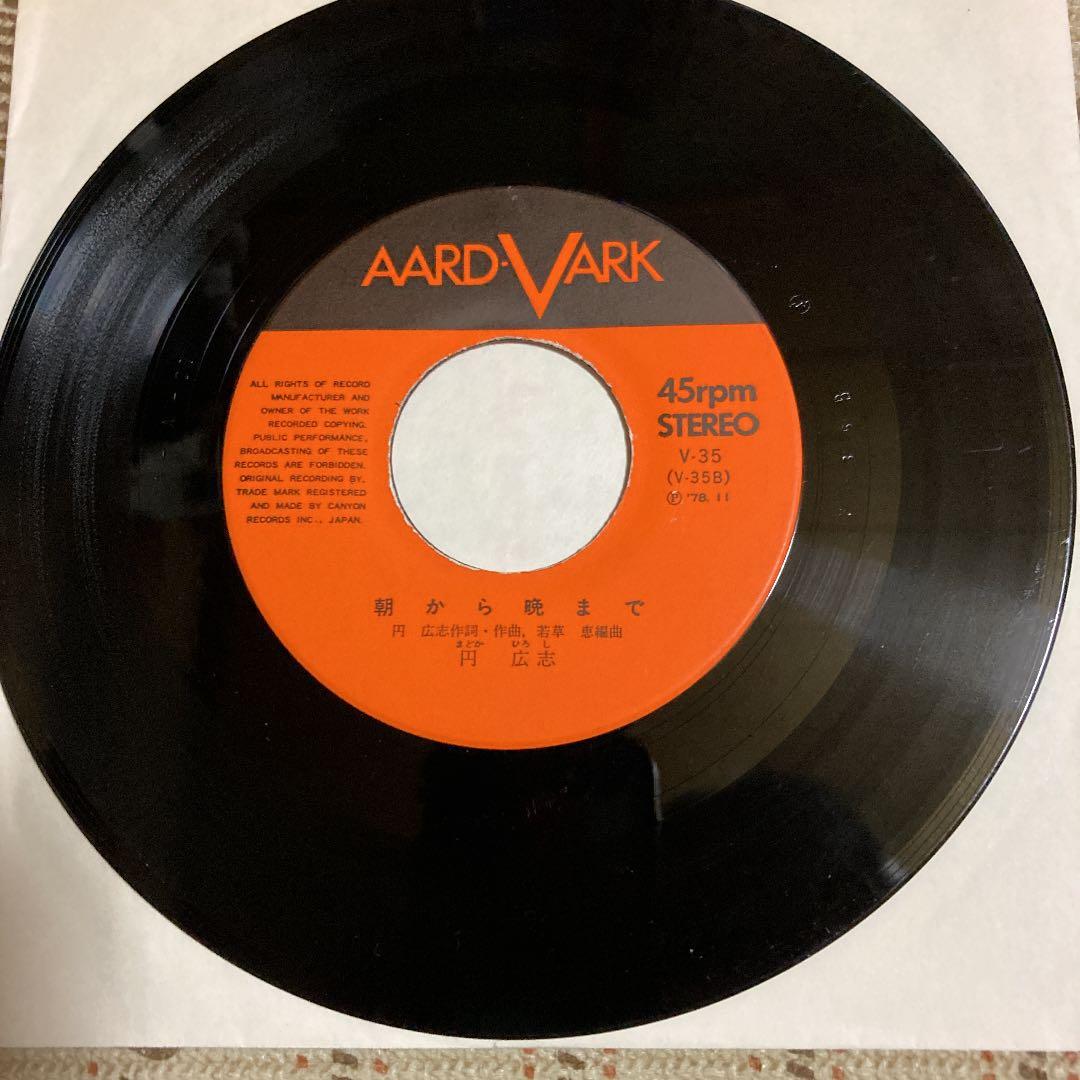 AARD·VARK
ALL RIGHTS OF RECORD
MANUFACTURER AND
OWNER OF THE WORK
RECORDED COPYING.
PUBLIC PERFORMANCE,
BROADCASTING OF THESE
RECORDS ARE FORBIDDEN.
ORIGINAL RECORDING BY.
TRADE MARK REGISTERED
AND MADE BY CANYON
RECORDS INC., JAPAN.
45rpm
STEREO
V-35
(V-35B)
Ⓟ '78. 11
朝から晩まで
円 広志作詞・作曲, 若草 恵編曲
まどか ひろ し
円 広志